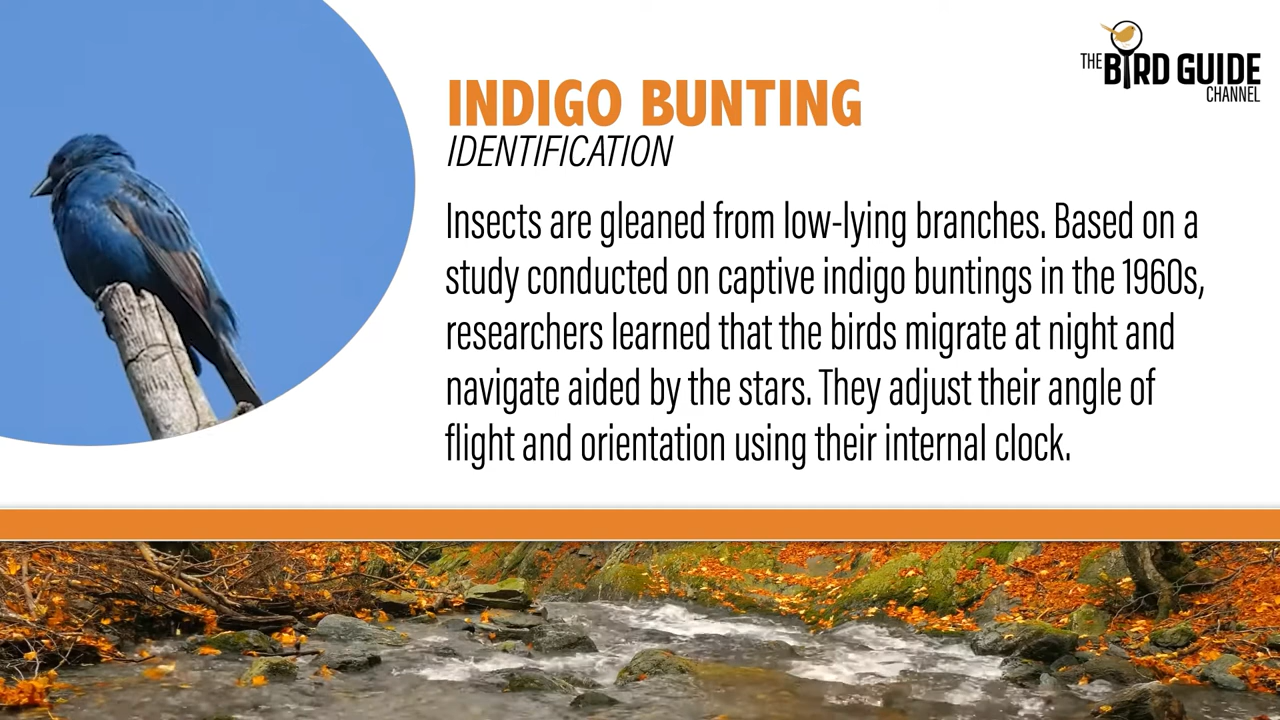 THE BIRD GUIDE
CHANNEL
INDIGO BUNTING
IDENTIFICATION
Insects are gleaned from low-lying branches. Based on a
study conducted on captive indigo buntings in the 1960s,
researchers learned that the birds migrate at night and
navigate aided by the stars. They adjust their angle of
flight and orientation using their internal clock.